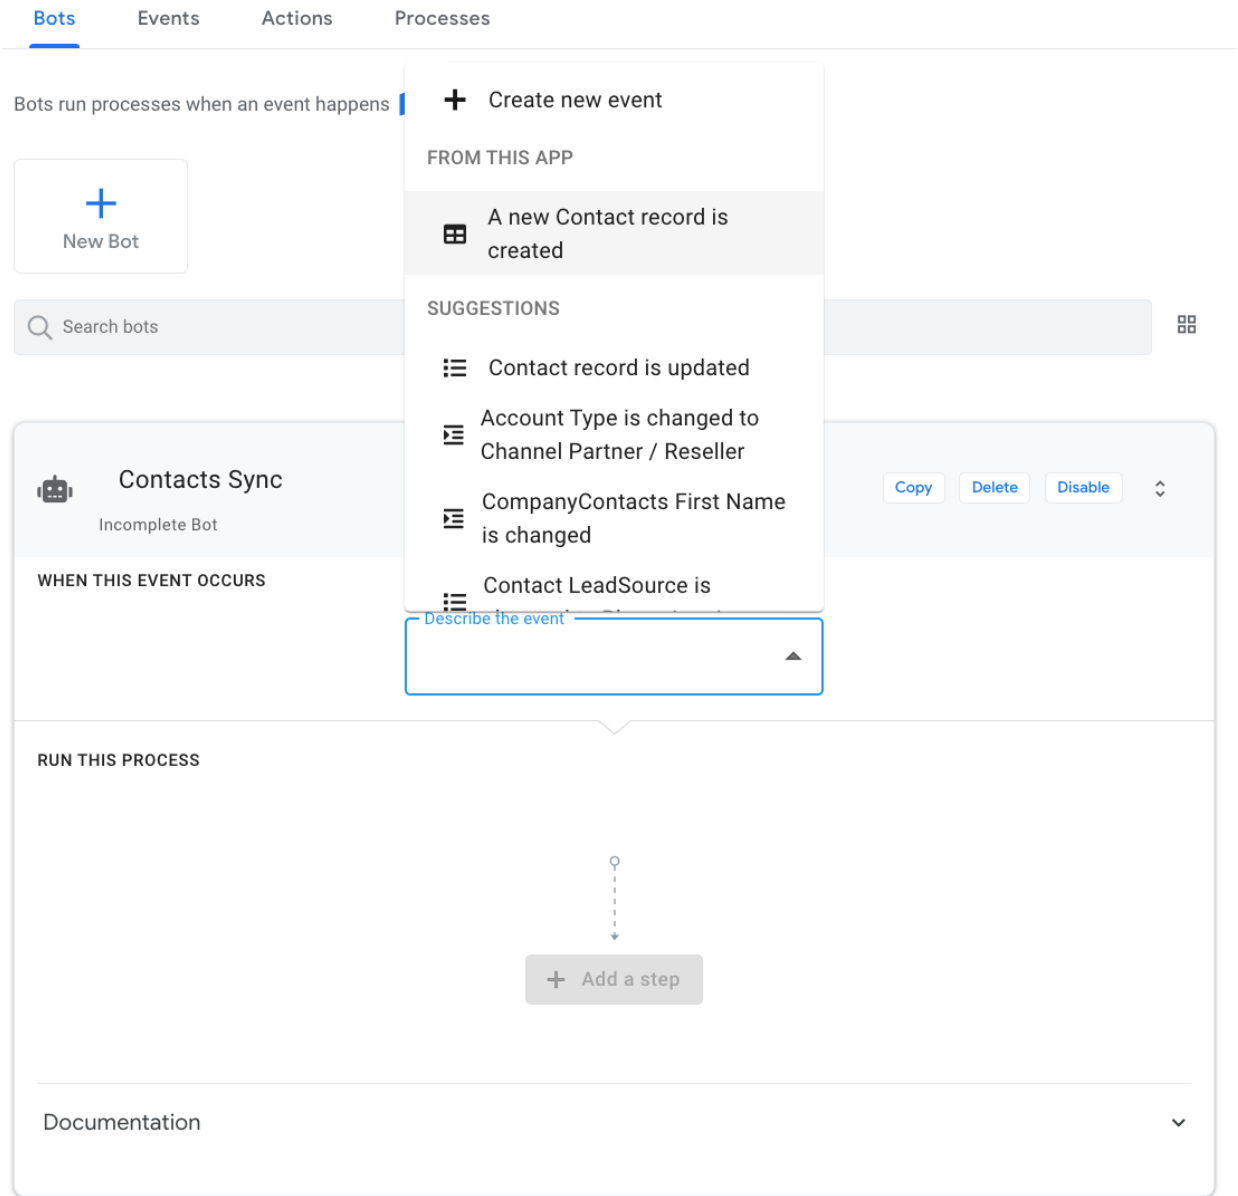 Bots Events Actions Processes
Bots run processes when an event happens
Create new event
FROM THIS APP
A new Contact record is
created
New Bot
SUGGESTIONS
Search bots
Contact record is updated
Account Type is changed to
Channel Partner / Reseller
CompanyContacts First Name
is changed
Contact LeadSource is
Contacts Sync
Incomplete Bot
Copy Delete Disable
WHEN THIS EVENT OCCURS
Describe the event
RUN THIS PROCESS
Add a step
Documentation